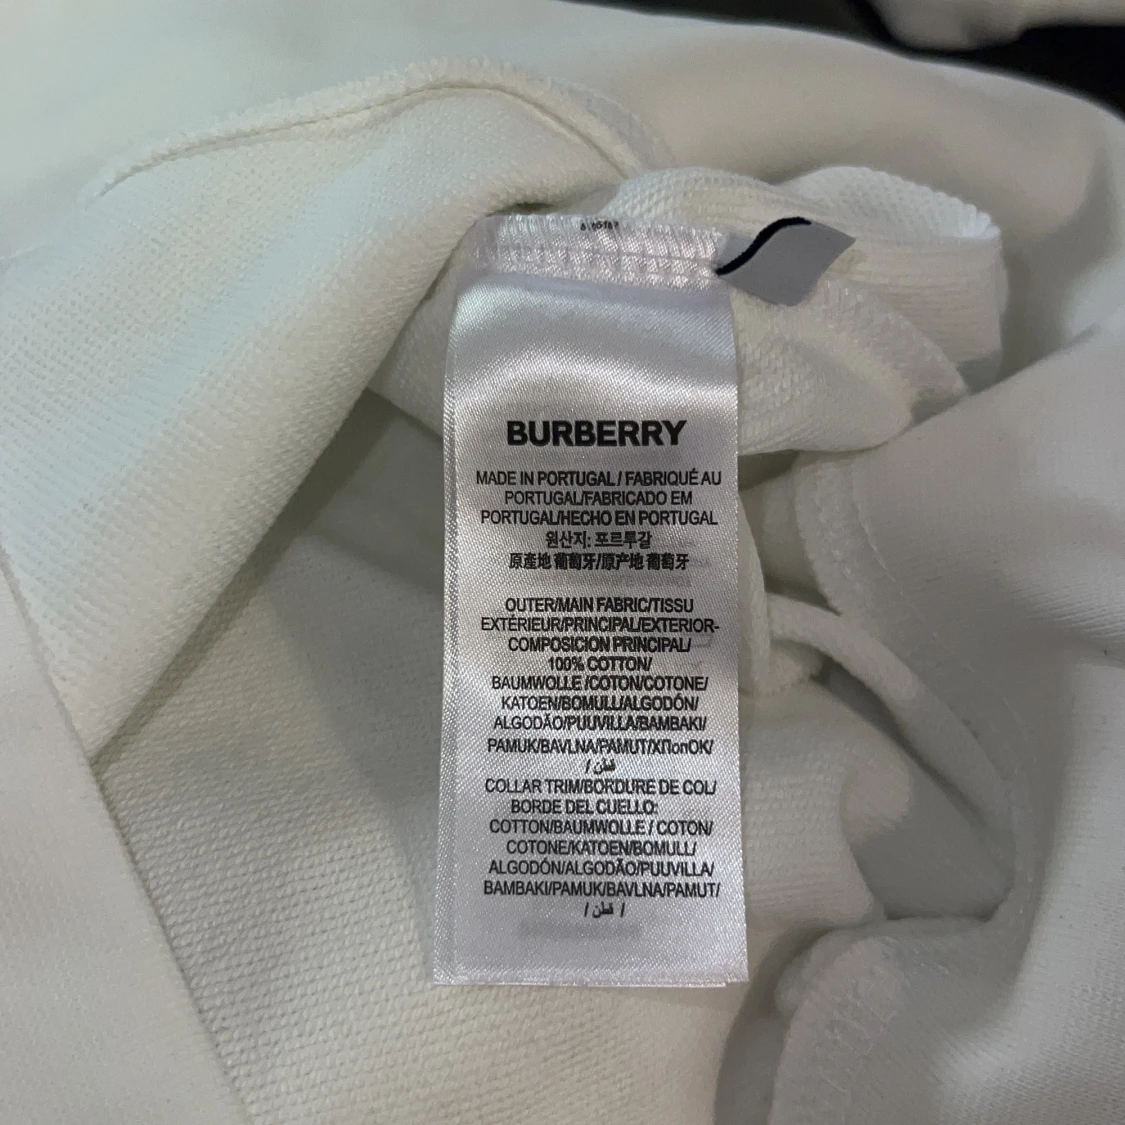 BURBERRY
MADE IN PORTUGAL / FABRIQUÉ AU
PORTUGAL/FABRICADO EM
PORTUGAL/HECHO EN PORTUGAL
원산지: 포르투갈
原產地 葡萄牙/原产地 葡萄牙
OUTER/MAIN FABRIC/TISSU
EXTÉRIEUR/PRINCIPAL/EXTERIOR-
COMPOSICION PRINCIPAL/
100% COTTON/
BAUMWOLLE /COTON/COTONE/
KATOEN/BOMULL/ALGODÓN/
ALGODÃO/PUUVILLA/BAMBAKI/
PAMUK/BAVLNA/PAMUT/ХПопОК/
/ قطن
COLLAR TRIM/BORDURE DE COL/
BORDE DEL CUELLO:
COTTON/BAUMWOLLE / COTON/
COTONE/KATOEN/BOMULL/
ALGODÓN/ALGODÃO/PUUVILLA/
BAMBAKI/PAMUK/BAVLNA/PAMUT/
/ قطن /